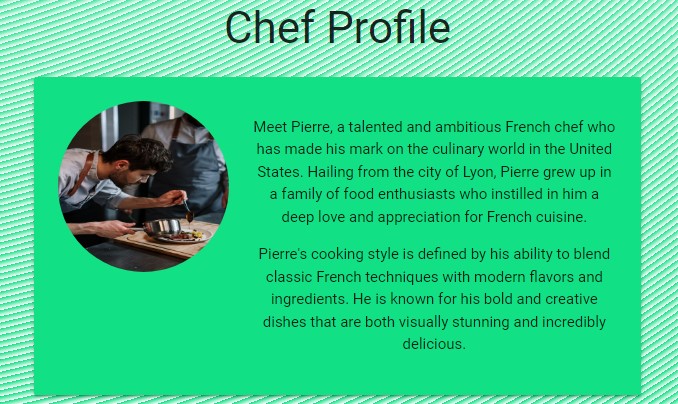 Chef Profile
Meet Pierre, a talented and ambitious French chef who
has made his mark on the culinary world in the United
States. Hailing from the city of Lyon, Pierre grew up in
a family of food enthusiasts who instilled in him a
deep love and appreciation for French cuisine.
Pierre's cooking style is defined by his ability to blend
classic French techniques with modern flavors and
ingredients. He is known for his bold and creative
dishes that are both visually stunning and incredibly
delicious.